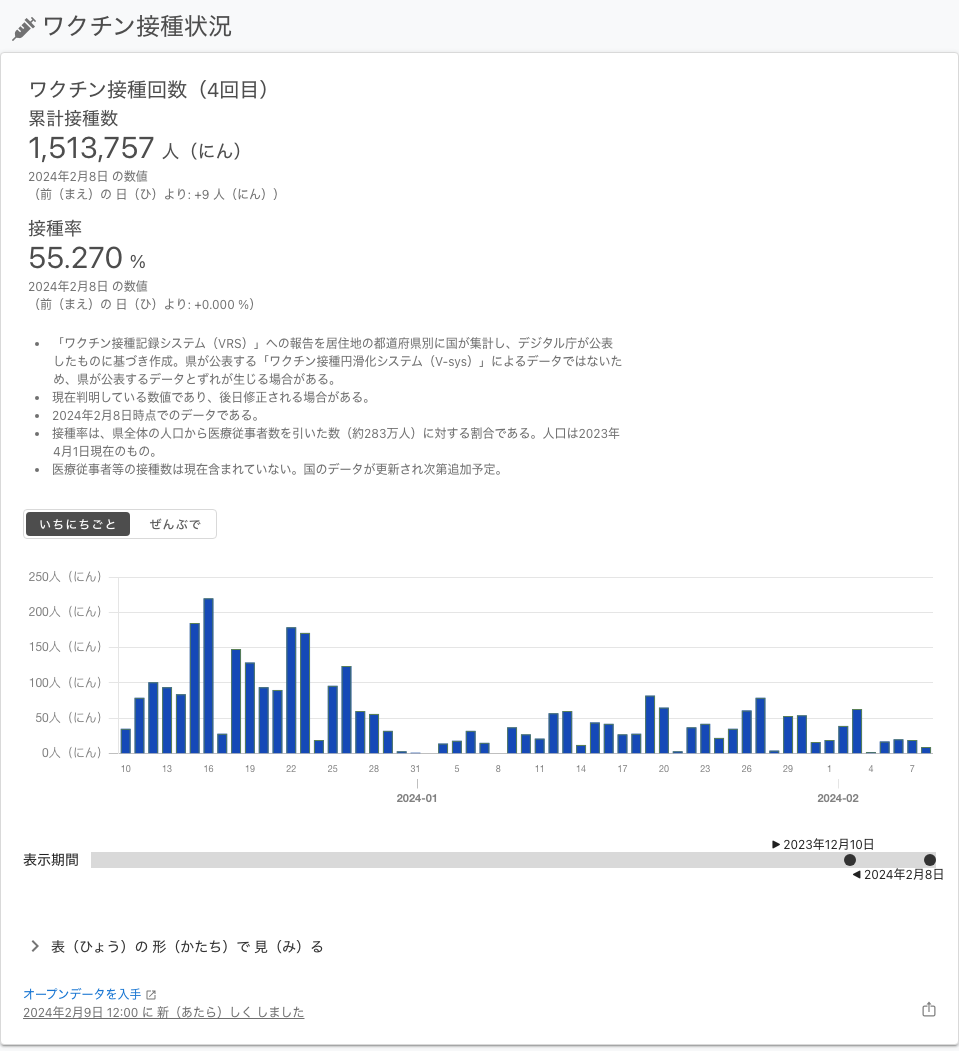 ワクチン接種状況
ワクチン接種回数（4回目）
累計接種数
1,513,757 人（にん）
2024年2月8日 の数値
（前（まえ）の 日（ひ）より: +9 人（にん））
接種率
55.270 %
2024年2月8日 の数値
（前（まえ）の 日（ひ）より: +0.000 %）
• 「ワクチン接種記録システム（VRS）」への報告を居住地の都道府県別に国が集計し、デジタル庁が公表
したものに基づき作成。県が公表する「ワクチン接種円滑化システム（V-sys）」によるデータではないた
め、県が公表するデータとずれが生じる場合がある。
• 現在判明している数値であり、後日修正される場合がある。
• 2024年2月8日時点でのデータである。
• 接種率は、県全体の人口から医療従事者数を引いた数（約283万人）に対する割合である。人口は2023年
4月1日現在のもの。
• 医療従事者等の接種数は現在含まれていない。国のデータが更新され次第追加予定。
いちにちごと ぜんぶで
250人（にん）
200人（にん）
150人（にん）
100人（にん）
50人（にん）
0人（にん）
10 13 16 19 22 25 28 31 5 8 11 14 17 20 23 26 29 1 4 7
2024-01 2024-02
▶ 2023年12月10日
表示期間
◀ 2024年2月8日
表（ひょう）の 形（かたち）で 見（み）る
オープンデータを入手
2024年2月9日 12:00 に 新（あたら）しく しました